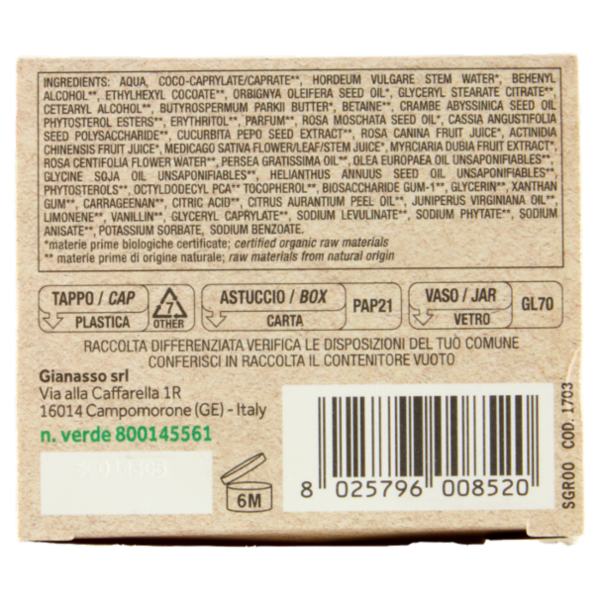 INGREDIENTS: AQUA, COCO-CAPRYLATE/CAPRATE**, HORDEUM VULGARE STEM WATER*, BEHENYL
ALCOHOL**, ETHYLHEXYL COCOATE**, ORBIGNYA OLEIFERA SEED OIL*, GLYCERYL STEARATE CITRATE**,
CETEARYL ALCOHOL**, BUTYROSPERMUM PARKII BUTTER*, BETAINE**, CRAMBE ABYSSINICA SEED OIL
PHYTOSTEROL ESTERS**, ERYTHRITOL**, PARFUM**, ROSA MOSCHATA SEED OIL*, CASSIA ANGUSTIFOLIA
SEED POLYSACCHARIDE**, CUCURBITA PEPO SEED EXTRACT**, ROSA CANINA FRUIT JUICE*, ACTINIDIA
CHINENSIS FRUIT JUICE*, MEDICAGO SATIVA FLOWER/LEAF/STEM JUICE*, MYRCIARIA DUBIA FRUIT EXTRACT*,
ROSA CENTIFOLIA FLOWER WATER**, PERSEA GRATISSIMA OIL**, OLEA EUROPAEA OIL UNSAPONIFIABLES**,
GLYCINE SOJA OIL UNSAPONIFIABLES**, HELIANTHUS ANNUUS SEED OIL UNSAPONIFIABLES**,
PHYTOSTEROLS**, OCTYLDODECYL PCA** TOCOPHEROL**, BIOSACCHARIDE GUM-1**, GLYCERIN**, XANTHAN
GUM**, CARRAGEENAN**, CITRIC ACID**, CITRUS AURANTIUM PEEL OIL**, JUNIPERUS VIRGINIANA OIL**,
LIMONENE**, VANILLIN**, GLYCERYL CAPRYLATE**, SODIUM LEVULINATE**, SODIUM PHYTATE**, SODIUM
ANISATE**, POTASSIUM SORBATE, SODIUM BENZOATE.
*materie prime biologiche certificate; certified organic raw materials
** materie prime di origine naturale; raw materials from natural origin
TAPPO / CAP
PLASTICA
7
OTHER
ASTUCCIO / BOX
CARTA
PAP21
VASO / JAR
VETRO
GL70
RACCOLTA DIFFERENZIATA VERIFICA LE DISPOSIZIONI DEL TUÒ COMUNE
CONFERISCI IN RACCOLTA IL CONTENITORE VUOTO
Gianasso srl
Via alla Caffarella 1R
16014 Campomorone (GE) - Italy
n. verde 800145561
6M
8 025796 008520
SGR00 COD. 1703